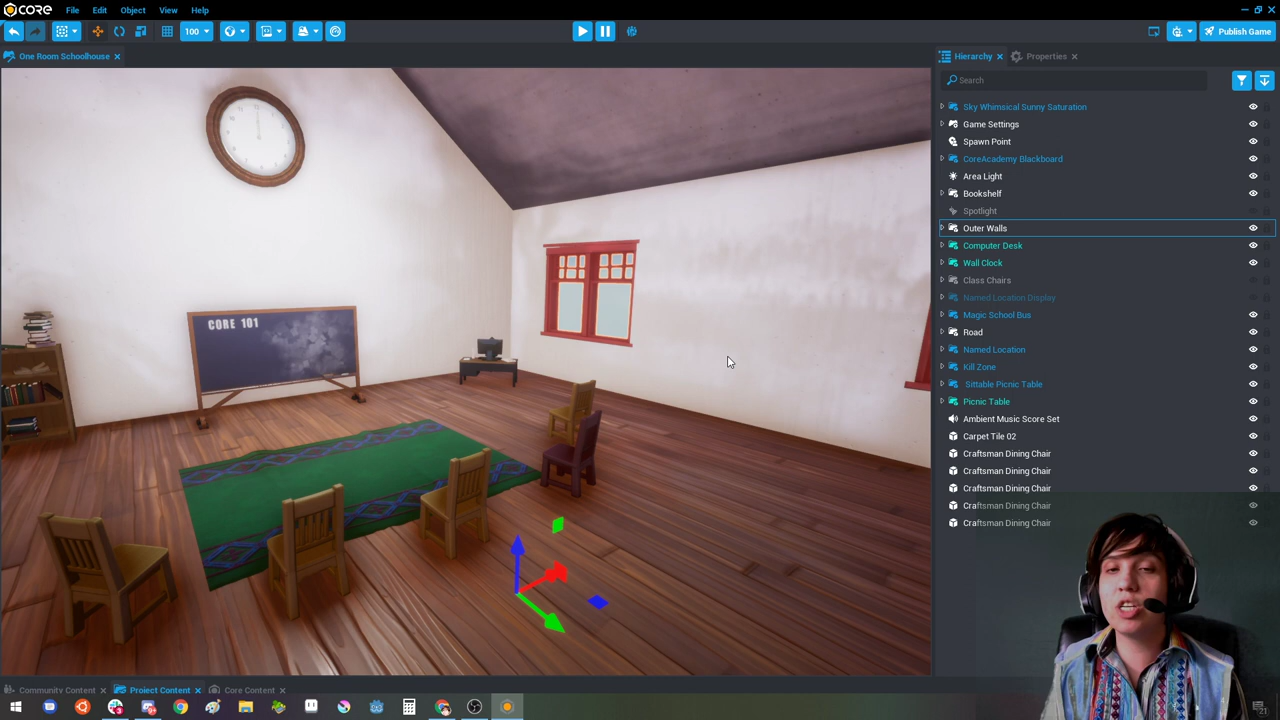 CORE File Edit Object View Help
100 Publish Game
One Room Schoolhouse Hierarchy Properties
Search
Sky Whimsical Sunny Saturation
Game Settings
Spawn Point
CoreAcademy Blackboard
Area Light
Bookshelf
Spotlight
Outer Walls
Computer Desk
Wall Clock
Class Chairs
Named Location Display
Magic School Bus
Road
Named Location
Kill Zone
Sittable Picnic Table
Picnic Table
Ambient Music Score Set
Carpet Tile 02
Craftsman Dining Chair
Craftsman Dining Chair
Craftsman Dining Chair
Craftsman Dining Chair
Craftsman Dining Chair
CORE 101
Community Content Project Content Core Content
21